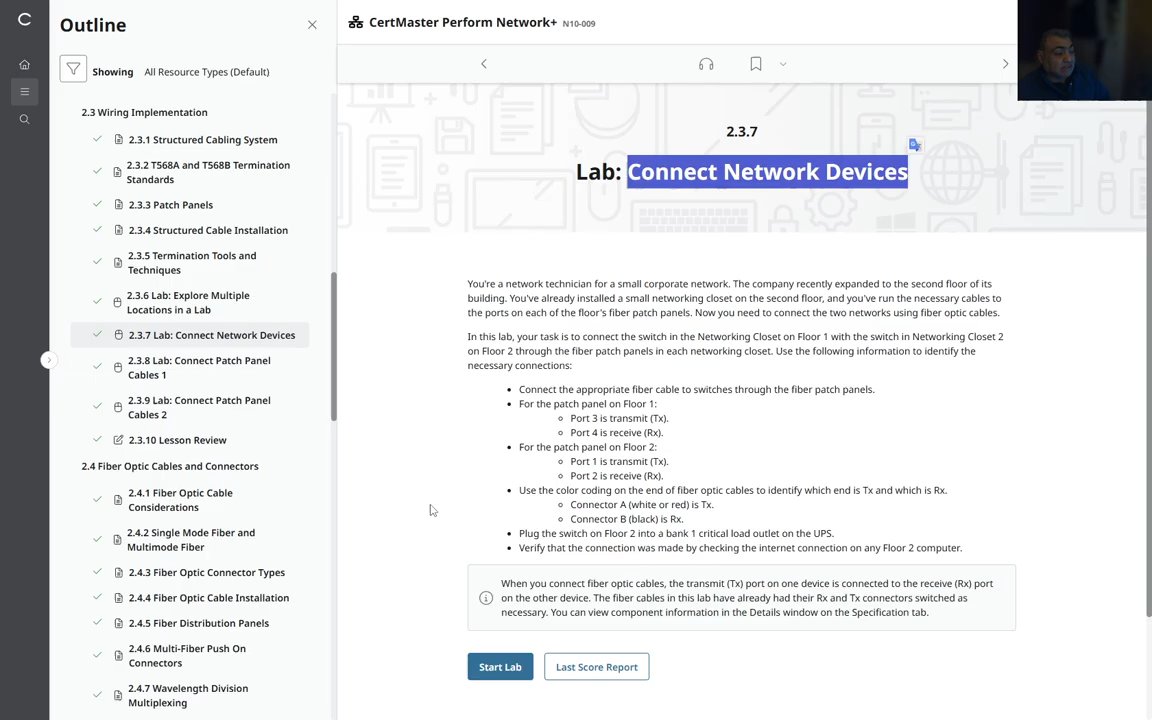 Outline
Showing All Resource Types (Default)
2.3 Wiring Implementation
2.3.1 Structured Cabling System
2.3.2 T568A and T568B Termination
Standards
2.3.3 Patch Panels
2.3.4 Structured Cable Installation
2.3.5 Termination Tools and
Techniques
2.3.6 Lab: Explore Multiple
Locations in a Lab
2.3.7 Lab: Connect Network Devices
2.3.8 Lab: Connect Patch Panel
Cables 1
2.3.9 Lab: Connect Patch Panel
Cables 2
2.3.10 Lesson Review
2.4 Fiber Optic Cables and Connectors
2.4.1 Fiber Optic Cable
Considerations
2.4.2 Single Mode Fiber and
Multimode Fiber
2.4.3 Fiber Optic Connector Types
2.4.4 Fiber Optic Cable Installation
2.4.5 Fiber Distribution Panels
2.4.6 Multi-Fiber Push On
Connectors
2.4.7 Wavelength Division
Multiplexing
CertMaster Perform Network+ N10-009
2.3.7
Lab: Connect Network Devices
You're a network technician for a small corporate network. The company recently expanded to the second floor of its
building. You've already installed a small networking closet on the second floor, and you've run the necessary cables to
the ports on each of the floor's fiber patch panels. Now you need to connect the two networks using fiber optic cables.
In this lab, your task is to connect the switch in the Networking Closet on Floor 1 with the switch in Networking Closet 2
on Floor 2 through the fiber patch panels in each networking closet. Use the following information to identify the
necessary connections:
• Connect the appropriate fiber cable to switches through the fiber patch panels.
• For the patch panel on Floor 1:
○ Port 3 is transmit (Tx).
○ Port 4 is receive (Rx).
• For the patch panel on Floor 2:
○ Port 1 is transmit (Tx).
○ Port 2 is receive (Rx).
• Use the color coding on the end of fiber optic cables to identify which end is Tx and which is Rx.
○ Connector A (white or red) is Tx.
○ Connector B (black) is Rx.
• Plug the switch on Floor 2 into a bank 1 critical load outlet on the UPS.
• Verify that the connection was made by checking the internet connection on any Floor 2 computer.
When you connect fiber optic cables, the transmit (Tx) port on one device is connected to the receive (Rx) port
on the other device. The fiber cables in this lab have already had their Rx and Tx connectors switched as
necessary. You can view component information in the Details window on the Specification tab.
Start Lab
Last Score Report